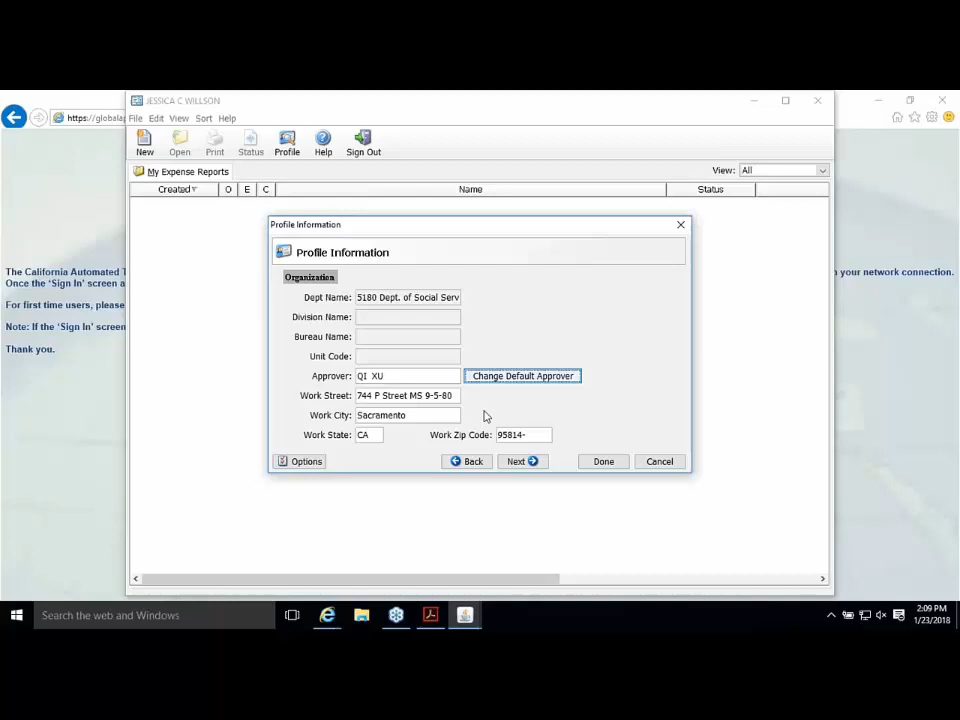 JESSICA C WILLSON
https://globala
File Edit View Sort Help
New Open Print Status Profile Help Sign Out
My Expense Reports
View: All
Created O E C Name Status
Profile Information
Profile Information
The California Automated T
n your network connection.
Once the ‘Sign In’ screen a
For first time users, please
Note: If the ‘Sign In’ screen
Thank you.
Organization
Dept Name: 5180 Dept. of Social Serv
Division Name:
Bureau Name:
Unit Code:
Approver: QI XU Change Default Approver
Work Street: 744 P Street MS 9-5-80
Work City: Sacramento
Work State: CA Work Zip Code: 95814-
Options Back Next Done Cancel
Search the web and Windows
2:09 PM
1/23/2018